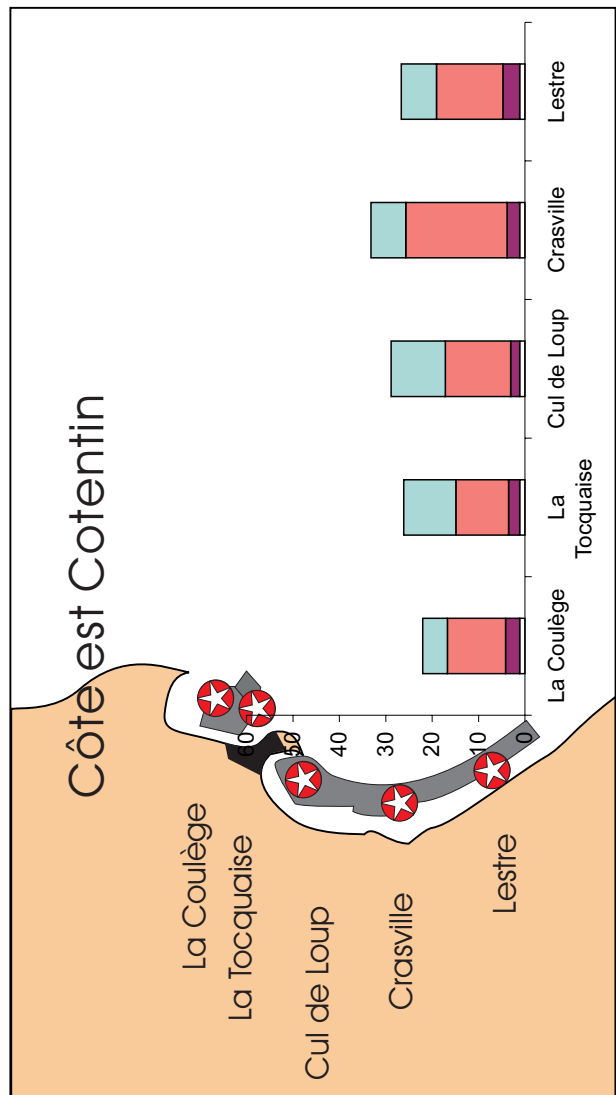 Côte est Cotentin
La Coulège
La Tocquaise
Cul de Loup
Crasville
Lestre
60
50
40
30
20
10
0
La Coulège
La
Tocquaise
Cul de Loup
Crasville
Lestre